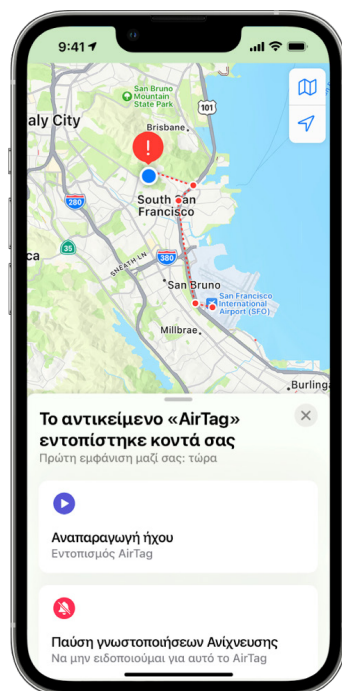 9:41
San Bruno
Mountain
State Park
101
aly City
Brisbane
!
280
South San
Francisco
35
ca
380
SNEATH LN
San Bruno
San Francisco
International
Airport (SFO)
Millbrae
Burling
Το αντικείμενο «AirTag»
εντοπίστηκε κοντά σας
Πρώτη εμφάνιση μαζί σας: τώρα
Αναπαραγωγή ήχου
Εντοπισμός AirTag
Παύση γνωστοποιήσεων Ανίχνευσης
Να μην ειδοποιούμαι για αυτό το AirTag